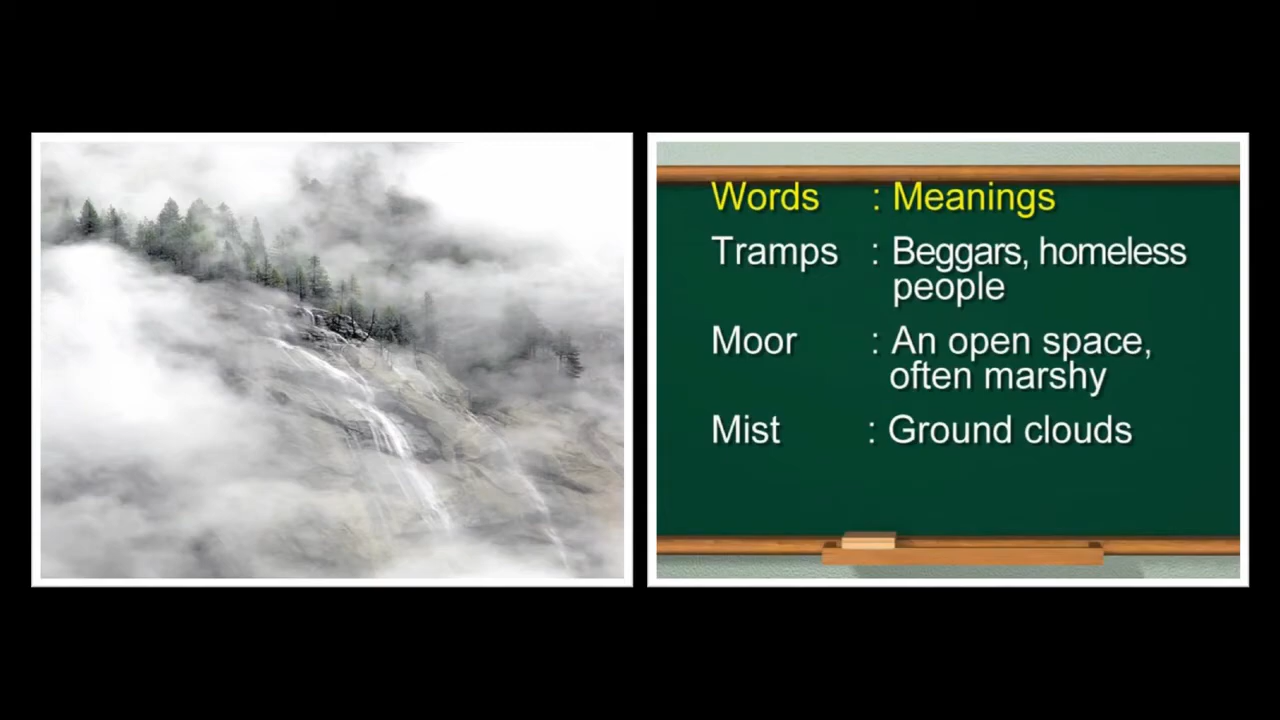 Words : Meanings
Tramps : Beggars, homeless
people
Moor : An open space,
often marshy
Mist : Ground clouds